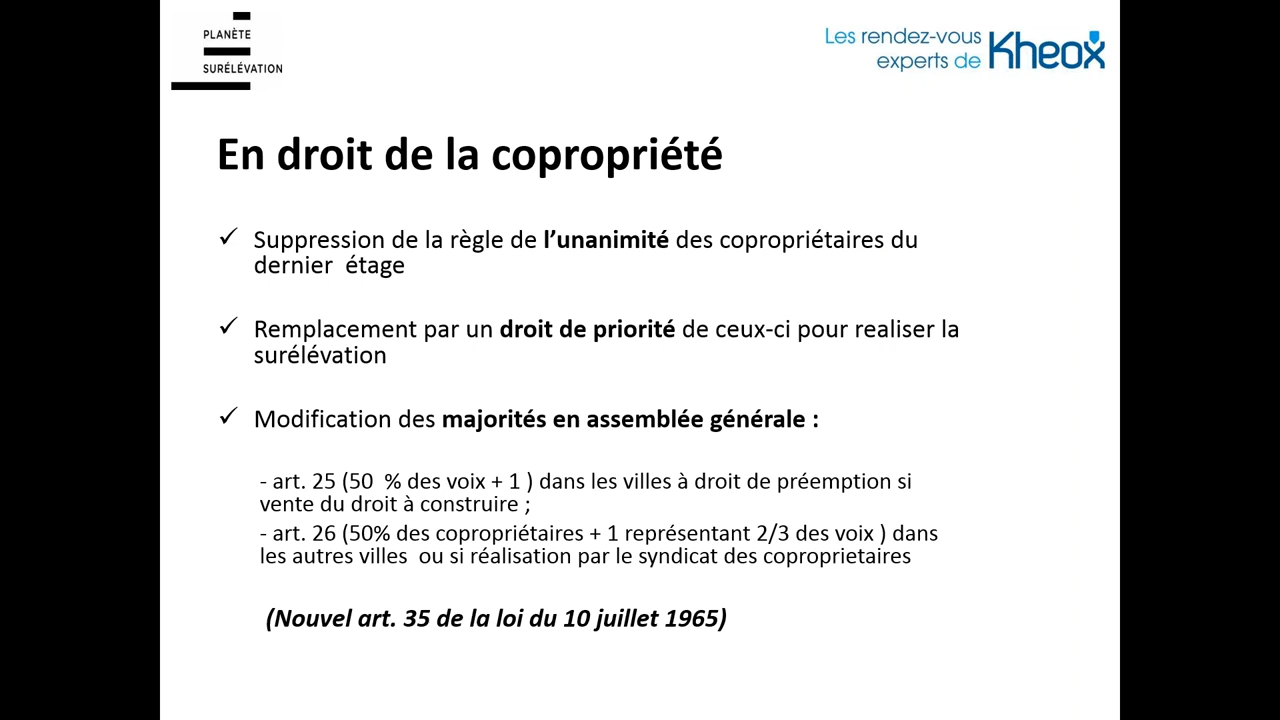 PLANÈTE
SURÉLÉVATION
Les rendez-vous
experts de Kheox
En droit de la copropriété
✓ Suppression de la règle de l’unanimité des copropriétaires du
dernier  étage
✓ Remplacement par un droit de priorité de ceux-ci pour realiser la
surélévation
✓ Modification des majorités en assemblée générale :
- art. 25 (50  % des voix + 1 ) dans les villes à droit de préemption si
vente du droit à construire ;
- art. 26 (50% des copropriétaires + 1 représentant 2/3 des voix ) dans
les autres villes  ou si réalisation par le syndicat des coproprietaires
(Nouvel art. 35 de la loi du 10 juillet 1965)